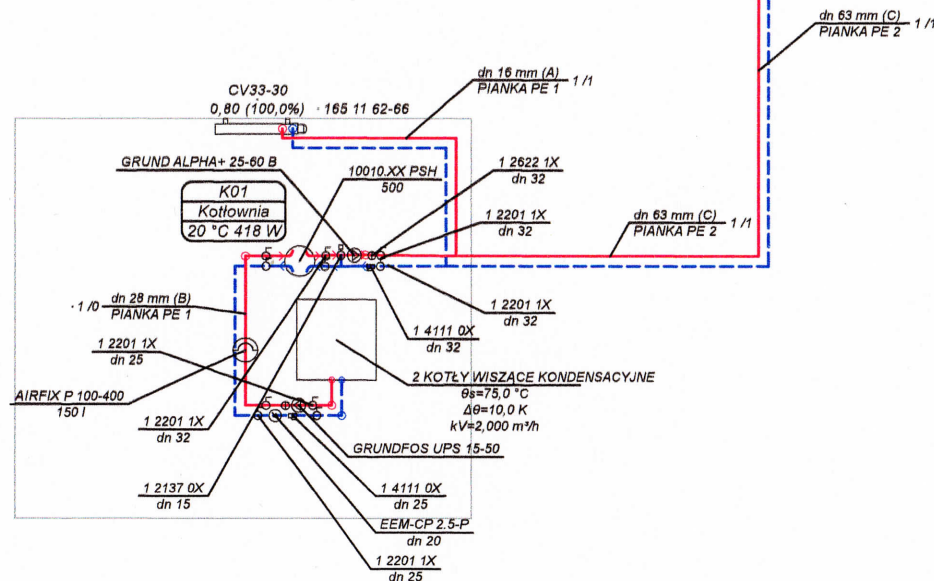 dn 63 mm (C) 1 /1
PIANKA PE 2
dn 16 mm (A) 1 /1
PIANKA PE 1
CV33-30
0,80 (100,0%) 165 11 62-66
GRUND ALPHA+ 25-60 B
10010.XX PSH
500
1 2622 1X
dn 32
K01
Kotłownia
20 °C 418 W
1 2201 1X
dn 32
dn 63 mm (C) 1 /1
PIANKA PE 2
1 /0 dn 28 mm (B)
PIANKA PE 1
1 2201 1X
dn 32
1 4111 0X
dn 32
1 2201 1X
dn 25
2 KOTŁY WISZĄCE KONDENSACYJNE
θs=75,0 °C
Δθ=10,0 K
kV=2,000 m³/h
AIRFIX P 100-400
150 l
1 2201 1X
dn 32
GRUNDFOS UPS 15-50
1 2137 0X
dn 15
1 4111 0X
dn 25
EEM-CP 2.5-P
dn 20
1 2201 1X
dn 25